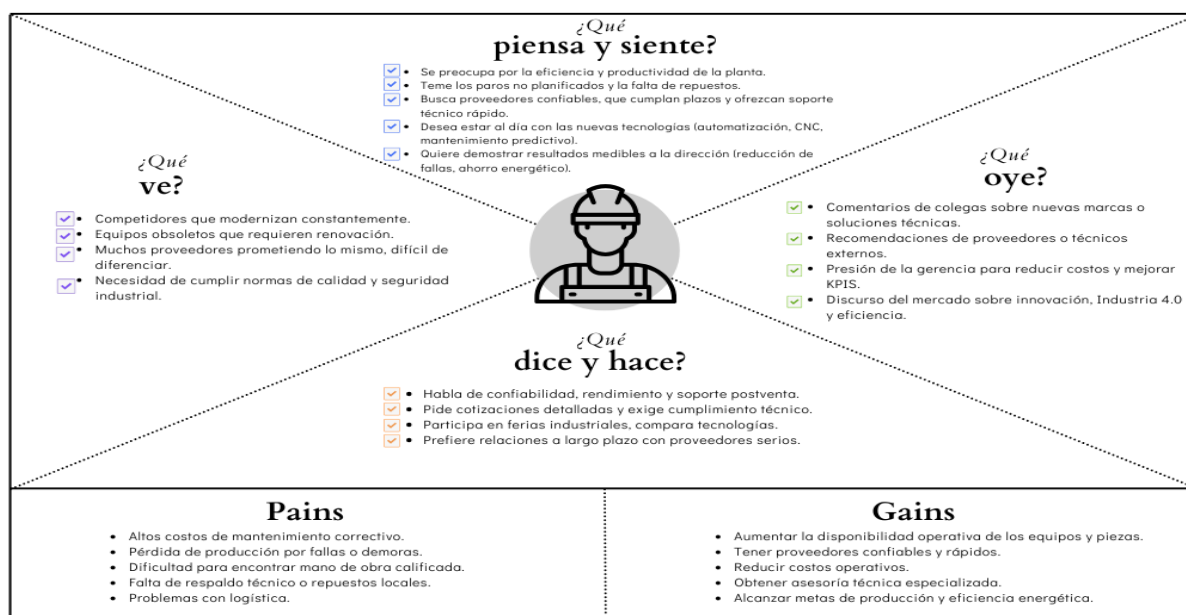 ¿Qué
piensa y siente?
• Se preocupa por la eficiencia y productividad de la planta.
• Teme los paros no planificados y la falta de repuestos.
• Busca proveedores confiables, que cumplan plazos y ofrezcan soporte
técnico rápido.
• Desea estar al día con las nuevas tecnologías (automatización, CNC,
mantenimiento predictivo).
• Quiere demostrar resultados medibles a la dirección (reducción de
fallas, ahorro energético).
¿Qué
ve?
• Competidores que modernizan constantemente.
• Equipos obsoletos que requieren renovación.
• Muchos proveedores prometiendo lo mismo, difícil de
diferenciar.
• Necesidad de cumplir normas de calidad y seguridad
industrial.
¿Qué
oye?
• Comentarios de colegas sobre nuevas marcas o
soluciones técnicas.
• Recomendaciones de proveedores o técnicos
externos.
• Presión de la gerencia para reducir costos y mejorar
KPIS.
• Discurso del mercado sobre innovación, Industria 4.0
y eficiencia.
¿Qué
dice y hace?
• Habla de confiabilidad, rendimiento y soporte postventa.
• Pide cotizaciones detalladas y exige cumplimiento técnico.
• Participa en ferias industriales, compara tecnologías.
• Prefiere relaciones a largo plazo con proveedores serios.
Pains
• Altos costos de mantenimiento correctivo.
• Pérdida de producción por fallas o demoras.
• Dificultad para encontrar mano de obra calificada.
• Falta de respaldo técnico o repuestos locales.
• Problemas con logística.
Gains
• Aumentar la disponibilidad operativa de los equipos y piezas.
• Tener proveedores confiables y rápidos.
• Reducir costos operativos.
• Obtener asesoría técnica especializada.
• Alcanzar metas de producción y eficiencia energética.